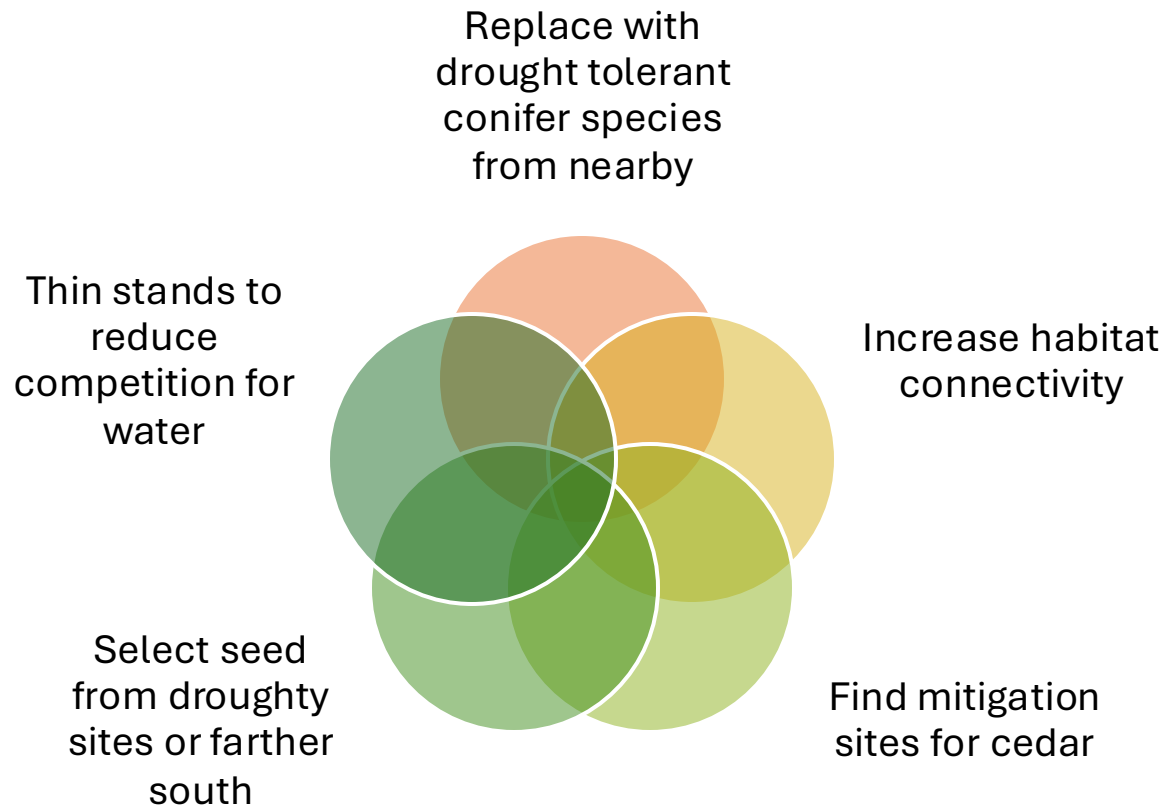 Replace with
drought tolerant
conifer species
from nearby
Thin stands to
reduce
competition for
water
Increase habitat
connectivity
Select seed
from droughty
sites or farther
south
Find mitigation
sites for cedar